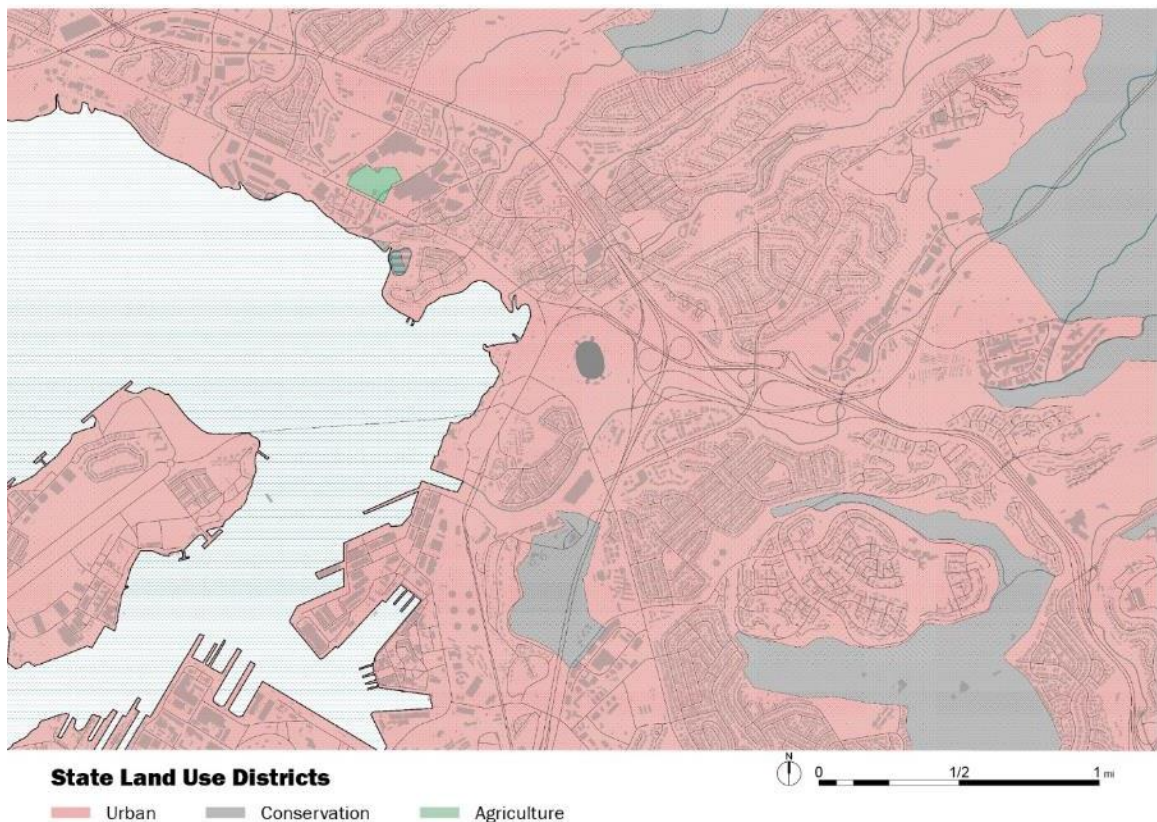 State Land Use Districts
N
0 1/2 1 mi
Urban Conservation Agriculture